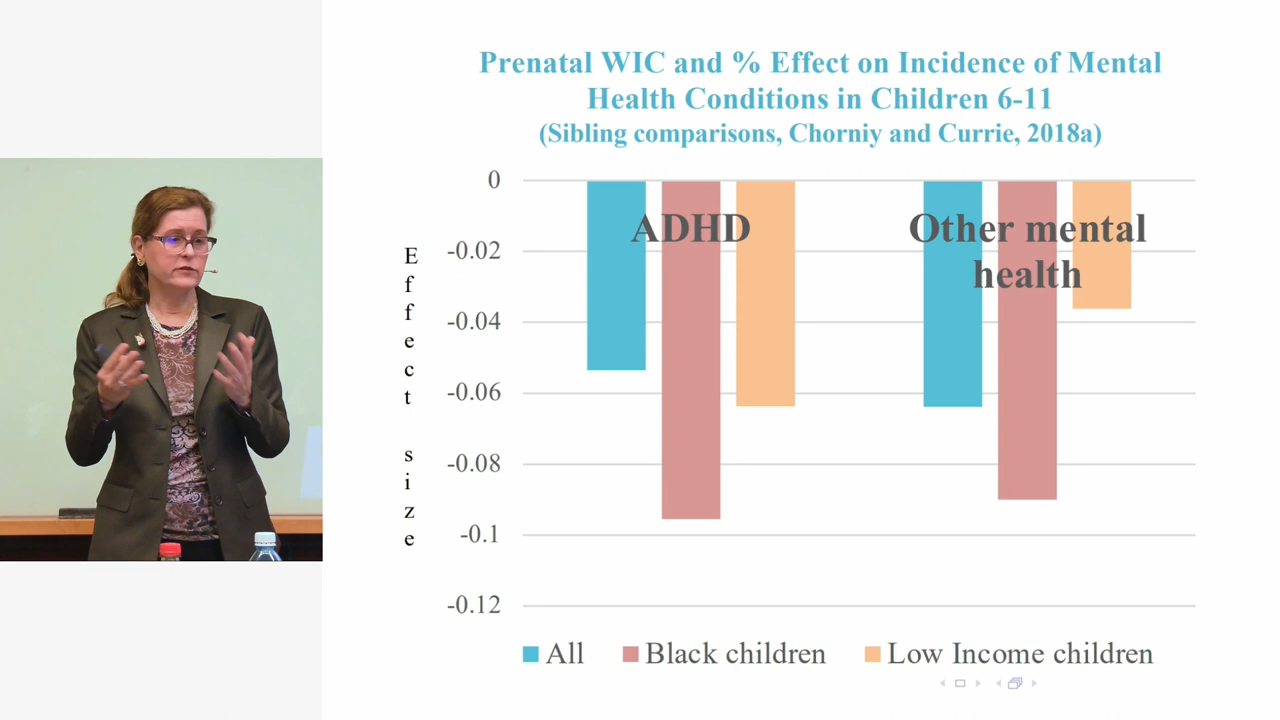 Prenatal WIC and % Effect on Incidence of Mental
Health Conditions in Children 6-11
(Sibling comparisons, Chorniy and Currie, 2018a)
Effect size
0
-0.02
-0.04
-0.06
-0.08
-0.1
-0.12
ADHD
Other mental
health
All
Black children
Low Income children